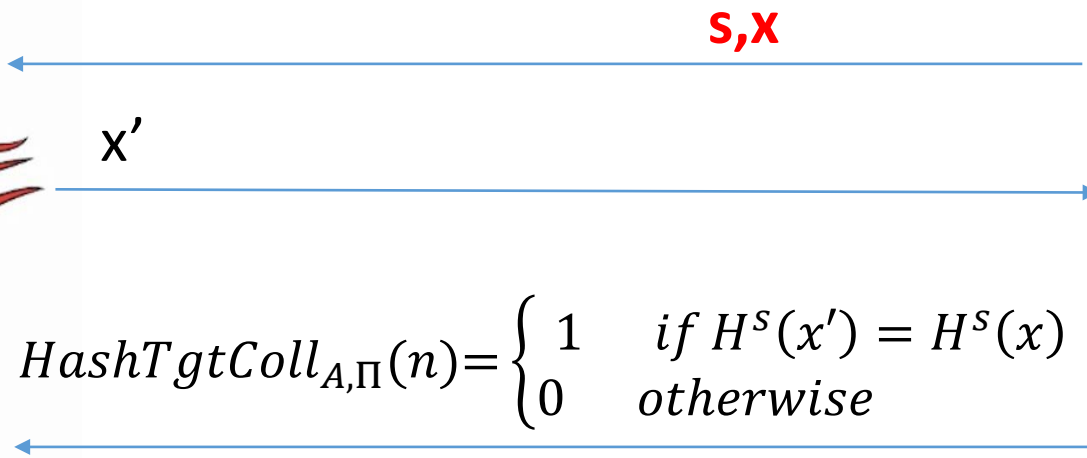 s,x
x’
HashTgtColl_{A,Π}(n)= { 1 if H^s(x′) = H^s(x)
0 otherwise